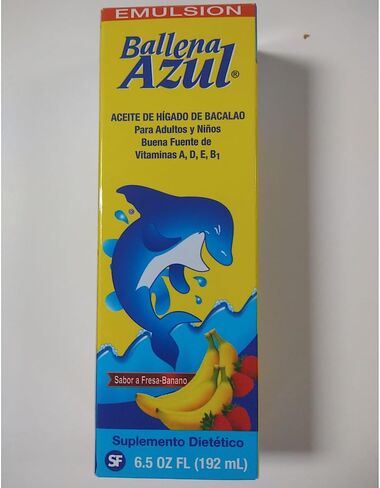 EMULSION
Ballena
Azul®
ACEITE DE HÍGADO DE BACALAO
Para Adultos y Niños
Buena Fuente de
Vitaminas A, D, E, B1
®
Sabor a Fresa-Banano
Suplemento Dietético
SF
6.5 OZ FL (192 mL)